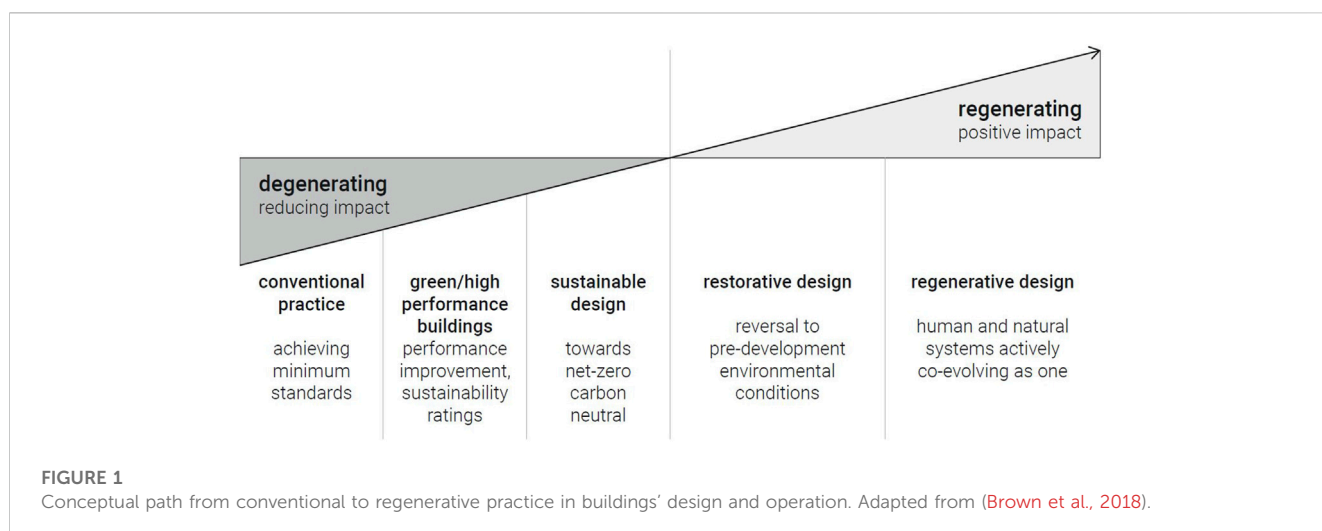 regenerating
positive impact
degenerating
reducing impact
conventional
practice
achieving
minimum
standards
green/high
performance
buildings
performance
improvement,
sustainability
ratings
sustainable
design
towards
net-zero
carbon
neutral
restorative design
reversal to
pre-development
environmental
conditions
regenerative design
human and natural
systems actively
co-evolving as one
FIGURE 1
Conceptual path from conventional to regenerative practice in buildings’ design and operation. Adapted from (Brown et al., 2018).